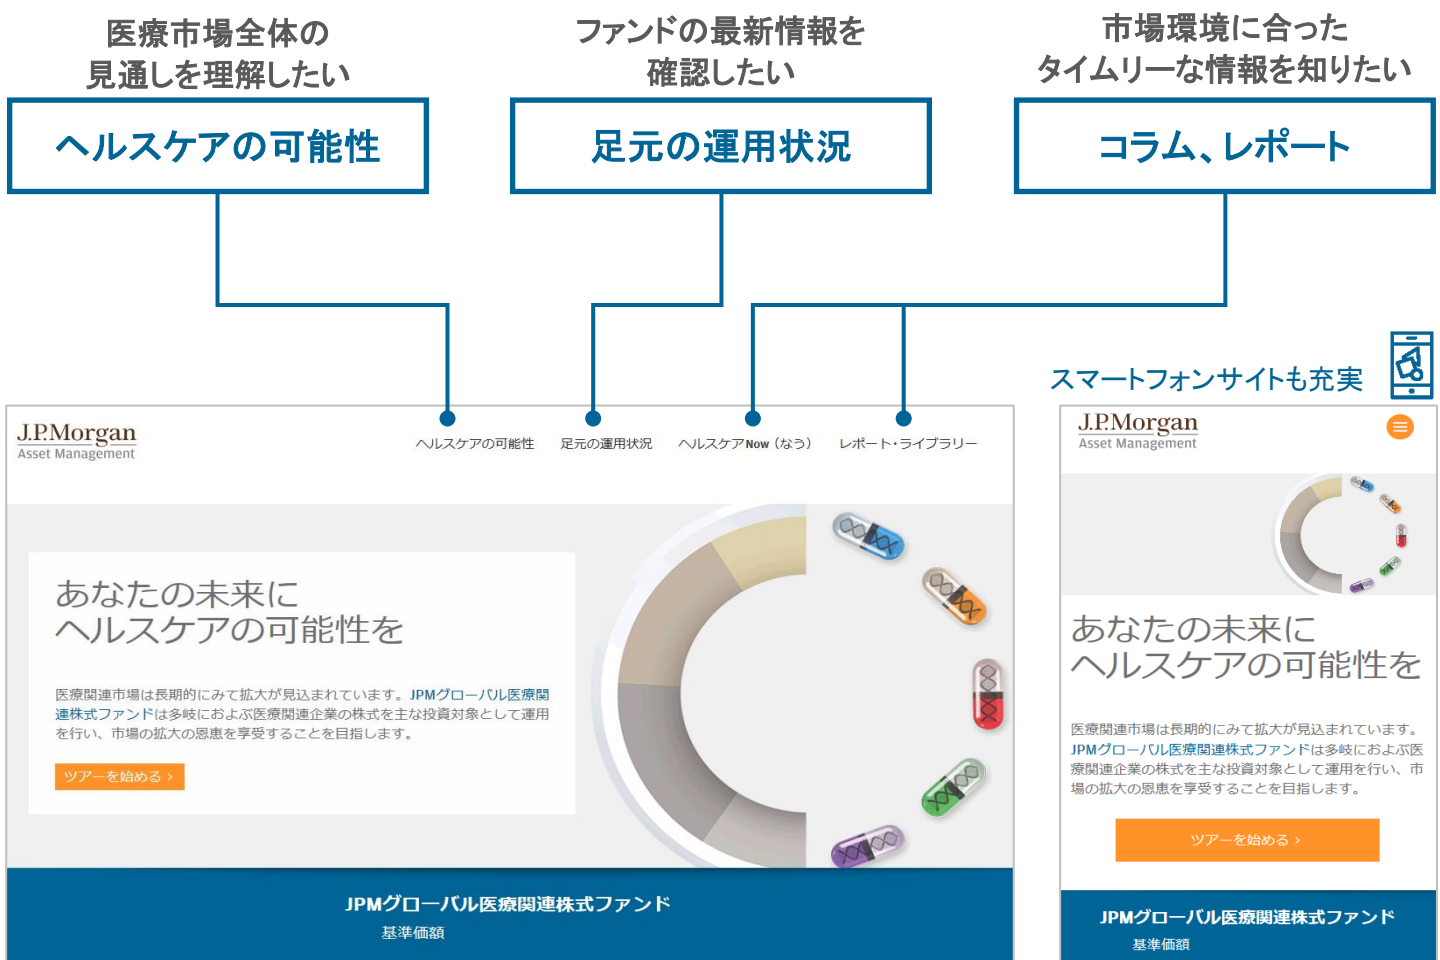 医療市場全体の
見通しを理解したい
ヘルスケアの可能性
ファンドの最新情報を
確認したい
足元の運用状況
市場環境に合った
タイムリーな情報を知りたい
コラム、レポート
スマートフォンサイトも充実
J.P.Morgan
Asset Management
ヘルスケアの可能性
足元の運用状況
ヘルスケアNow（なう）
レポート・ライブラリー
あなたの未来に
ヘルスケアの可能性を
医療関連市場は長期的にみて拡大が見込まれています。JPMグローバル医療関
連株式ファンドは多岐におよぶ医療関連企業の株式を主な投資対象として運用
を行い、市場の拡大の恩恵を享受することを目指します。
ツアーを始める ›
JPMグローバル医療関連株式ファンド
基準価額
J.P.Morgan
Asset Management
あなたの未来に
ヘルスケアの可能性を
医療関連市場は長期的にみて拡大が見込まれています。
JPMグローバル医療関連株式ファンドは多岐におよぶ医
療関連企業の株式を主な投資対象として運用を行い、市
場の拡大の恩恵を享受することを目指します。
ツアーを始める ›
JPMグローバル医療関連株式ファンド
基準価額